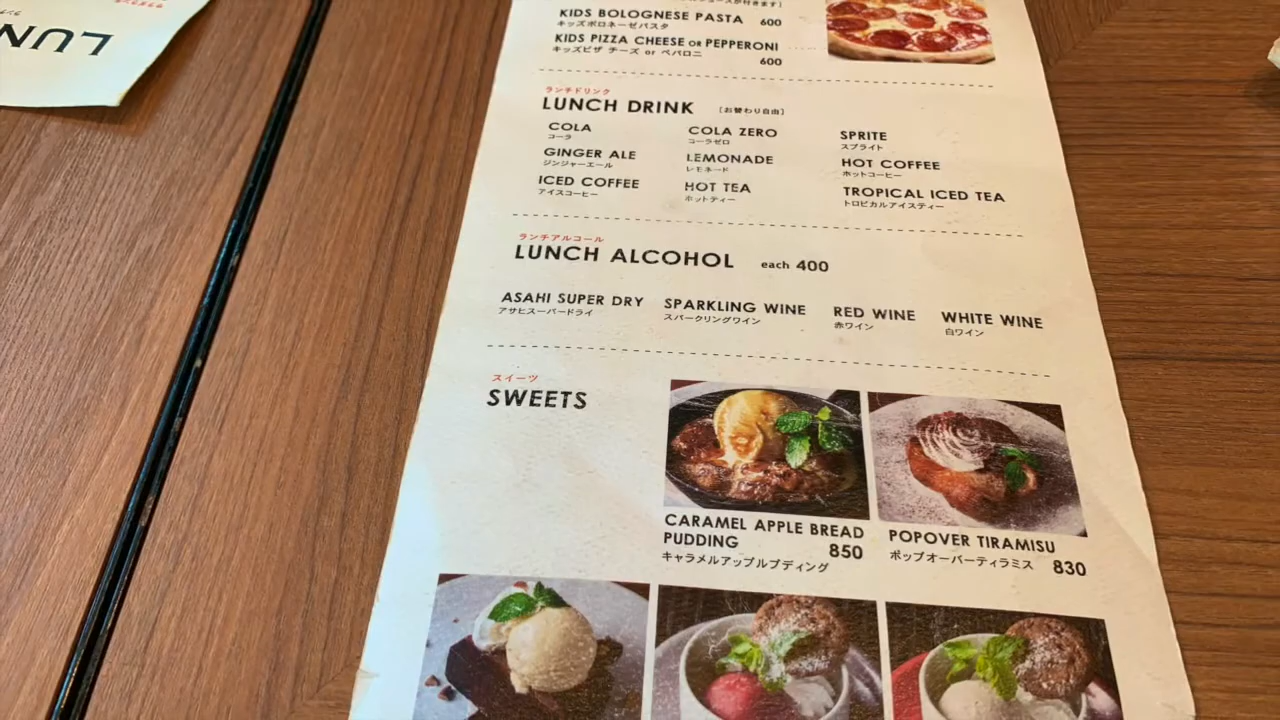 LUN
KIDS BOLOGNESE PASTA 600
キッズボロネーゼパスタ
KIDS PIZZA CHEESE OR PEPPERONI
キッズピザ チーズ or ペパロニ
600
ランチドリンク
LUNCH DRINK [お替わり自由]
COLA
コーラ
COLA ZERO
コーラゼロ
SPRITE
スプライト
GINGER ALE
ジンジャーエール
LEMONADE
レモネード
HOT COFFEE
ホットコーヒー
ICED COFFEE
アイスコーヒー
HOT TEA
ホットティー
TROPICAL ICED TEA
トロピカルアイスティー
ランチアルコール
LUNCH ALCOHOL each 400
ASAHI SUPER DRY
アサヒスーパードライ
SPARKLING WINE
スパークリングワイン
RED WINE
赤ワイン
WHITE WINE
白ワイン
スイーツ
SWEETS
CARAMEL APPLE BREAD
PUDDING 850
キャラメルアップルプディング
POPOVER TIRAMISU
ポップオーバーティラミス 830